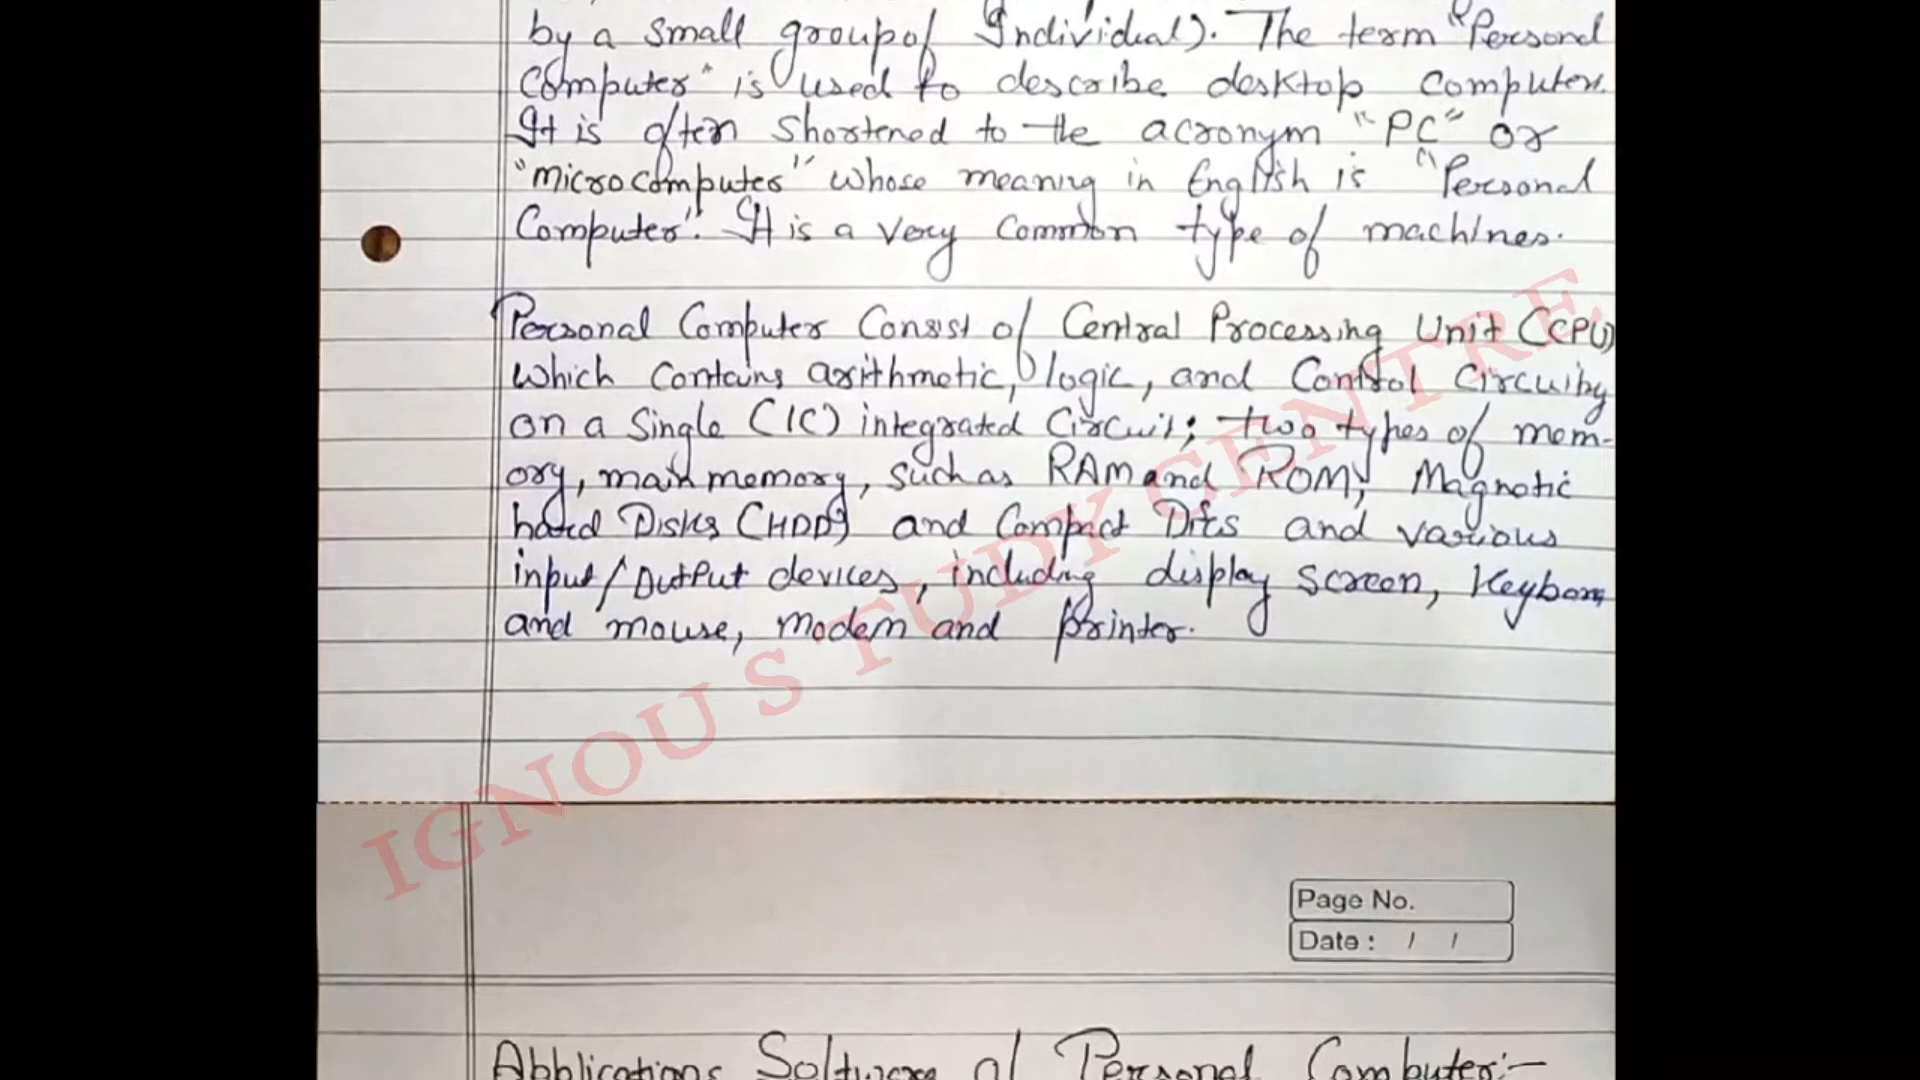 by a small group of Individual). The term "Personal
Computer" is used to describe desktop computer.
It is often shortened to the acronym "PC" or
"microcomputer" whose meaning in English is "Personal
Computer". It is a very common type of machines.
Personal Computer Consist of Central Processing Unit (CPU)
which contains arithmetic, logic, and Control Circuitry
on a Single (IC) integrated Circuit; two types of mem-
ory, main memory, such as RAM and ROM, Magnetic
hard Disks (HDD) and Compact and various
input/Output devices, including display screen, Keyboard
and mouse, modem and printer.
IGNOU STUDY CENTRE
Page No.
Date : / /
Applications Software of Personal Computer:-